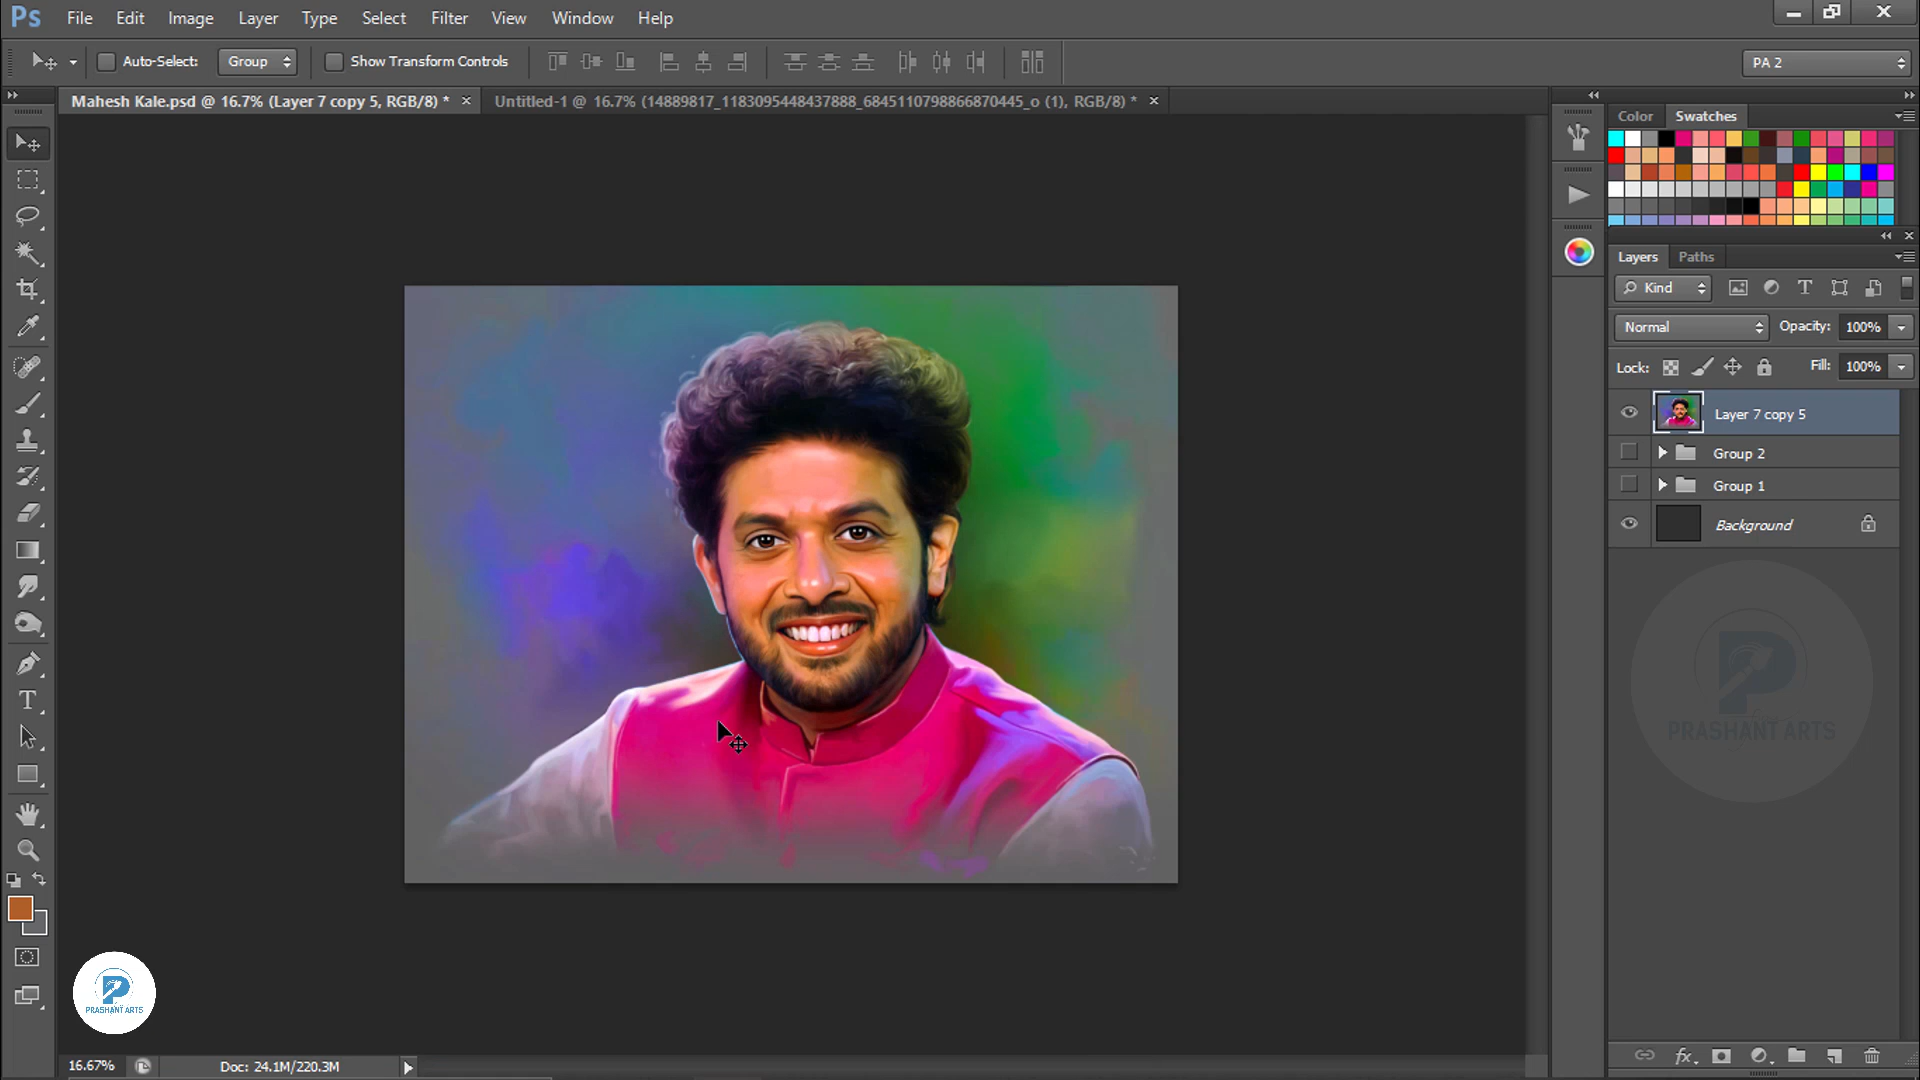 Ps File Edit Image Layer Type Select Filter View Window Help
Auto-Select: Group Show Transform Controls PA 2
Mahesh Kale.psd @ 16.7% (Layer 7 copy 5, RGB/8) * × Untitled-1 @ 16.7% (14889817_1183095448437888_6845110798866870445_o (1), RGB/8) * ×
Color Swatches
Layers Paths
Kind
Normal Opacity: 100%
Lock: Fill: 100%
Layer 7 copy 5
Group 2
Group 1
Background
PRASHANT ARTS
PRASHANT ARTS
16.67% Doc: 24.1M/220.3M